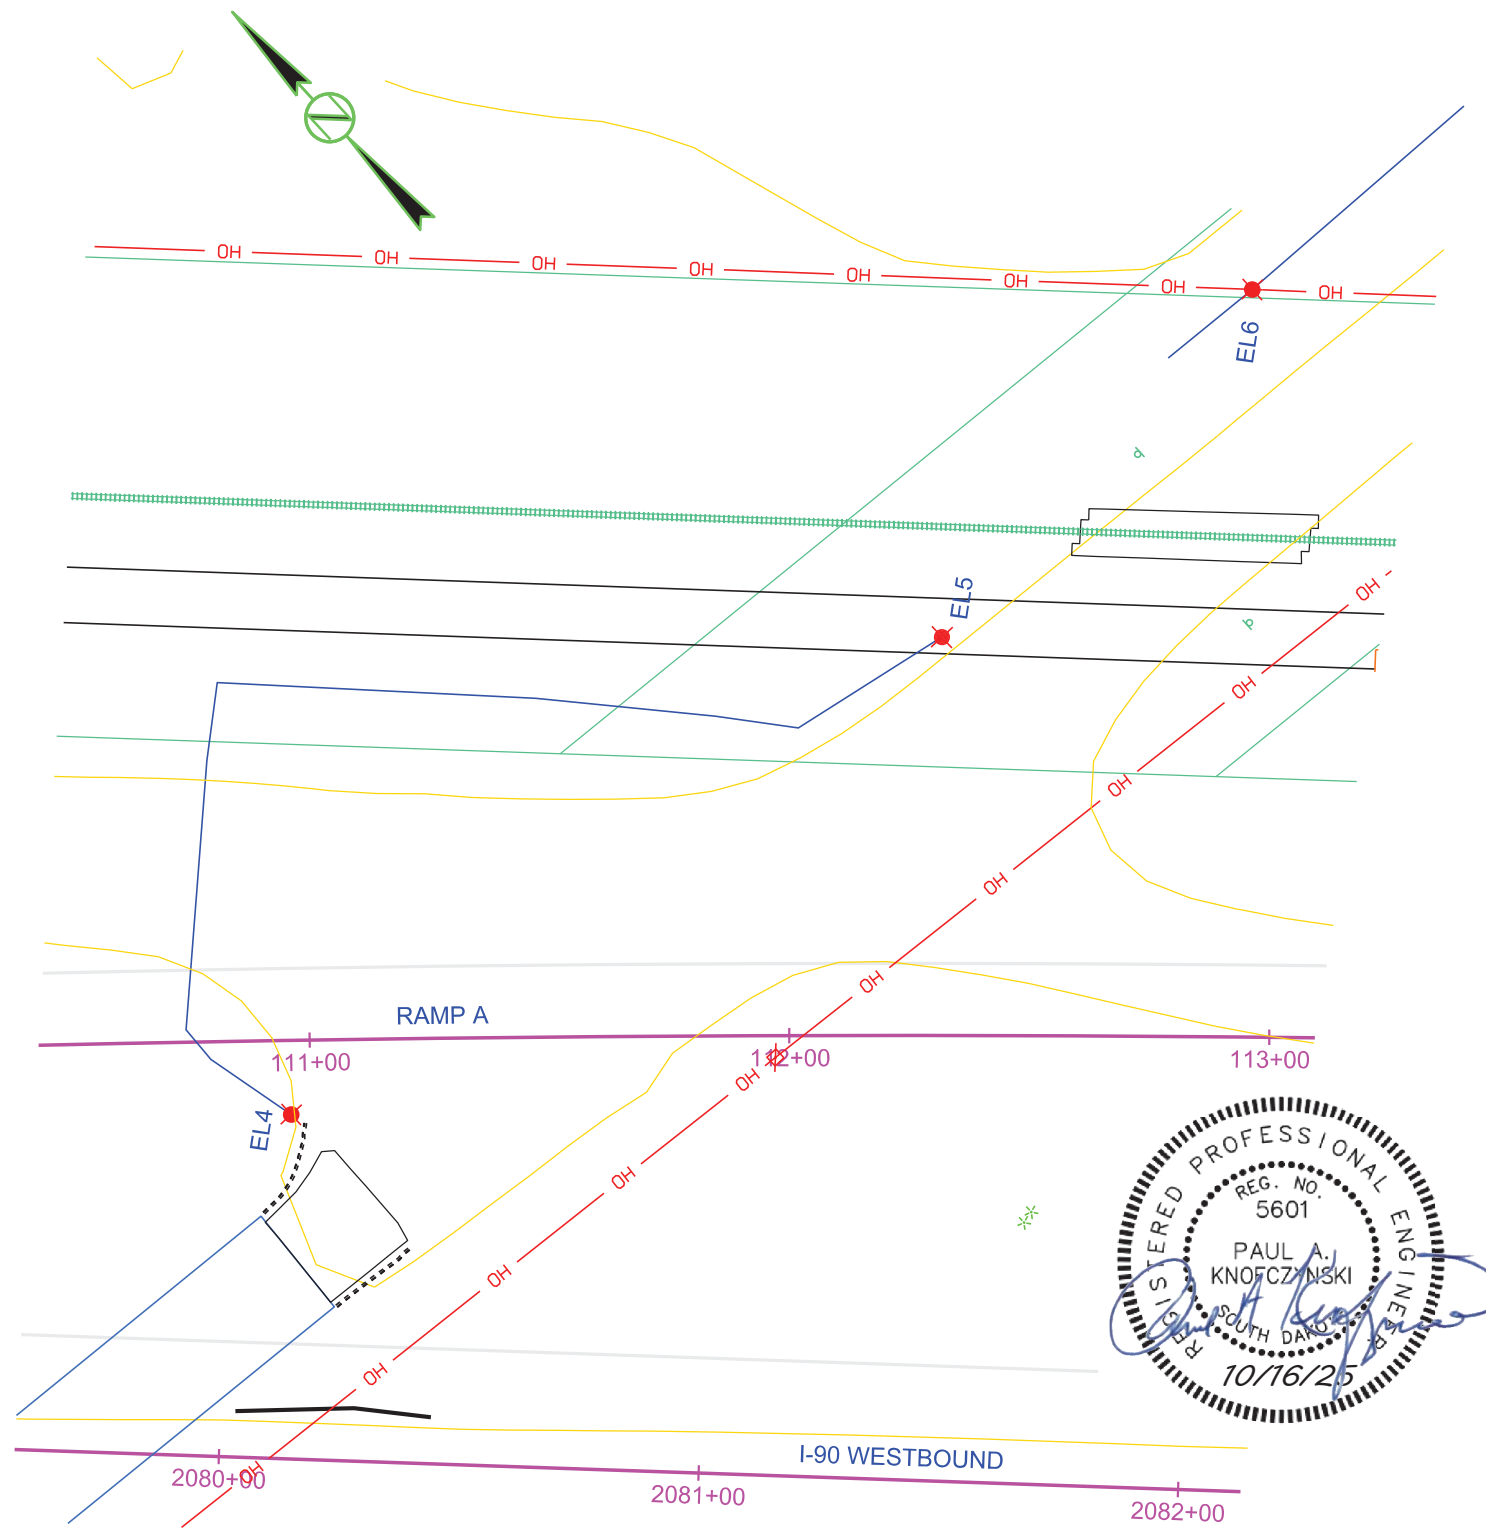 OH OH OH OH OH OH OH OH
EL6
EL5
OH
OH
OH
OH
OH
RAMP A
111+00 112+00 113+00
OH
EL4
OH
OH
OH
OH
I-90 WESTBOUND
2080+00 2081+00 2082+00
REGISTERED PROFESSIONAL ENGINEER
REG. NO.
5601
PAUL A.
KNOFCZYNSKI
SOUTH DAKOTA
10/16/25